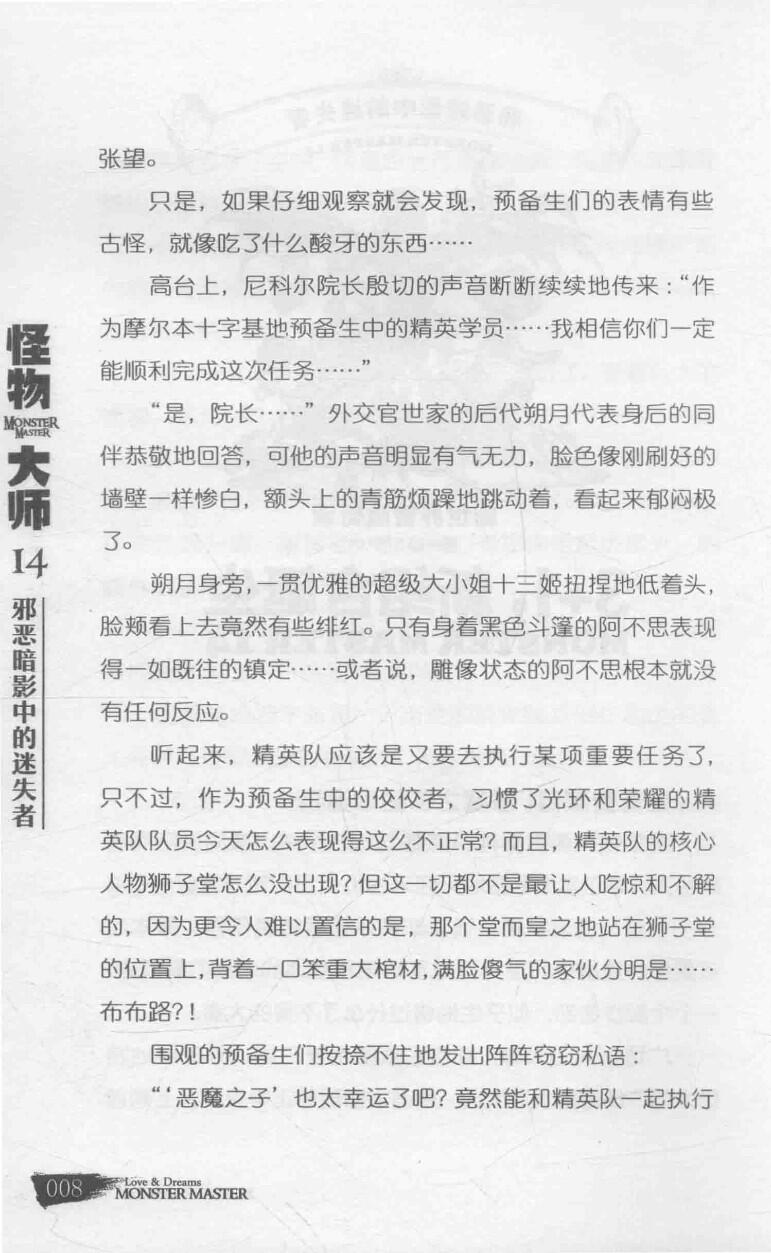 张望。
只是，如果仔细观察就会发现，预备生们的表情有些
古怪，就像吃了什么酸牙的东西……
高台上，尼科尔院长殷切的声音断断续续地传来：“作
为摩尔本十字基地预备生中的精英学员……我相信你们一定
能顺利完成这次任务……”
“是，院长……”外交官世家的后代朔月代表身后的同
伴恭敬地回答，可他的声音明显有气无力，脸色像刚刷好的
墙壁一样惨白，额头上的青筋烦躁地跳动着，看起来郁闷极
了。
朔月身旁，一贯优雅的超级大小姐十三姬扭捏地低着头，
脸颊看上去竟然有些绯红。只有身着黑色斗篷的阿不思表现
得一如既往的镇定……或者说，雕像状态的阿不思根本就没
有任何反应。
听起来，精英队应该是又要去执行某项重要任务了，
只不过，作为预备生中的佼佼者，习惯了光环和荣耀的精
英队队员今天怎么表现得这么不正常？而且，精英队的核心
人物狮子堂怎么没出现？但这一切都不是最让人吃惊和不解
的，因为更令人难以置信的是，那个堂而皇之地站在狮子堂
的位置上，背着一口笨重大棺材，满脸傻气的家伙分明是……
布布路？！
围观的预备生们按捺不住地发出阵阵窃窃私语：
“‘恶魔之子’也太幸运了吧？竟然能和精英队一起执行
怪物
MONSTER
MASTER
大师
14
邪恶暗影中的迷失者
008
Love & Dreams
MONSTER MASTER